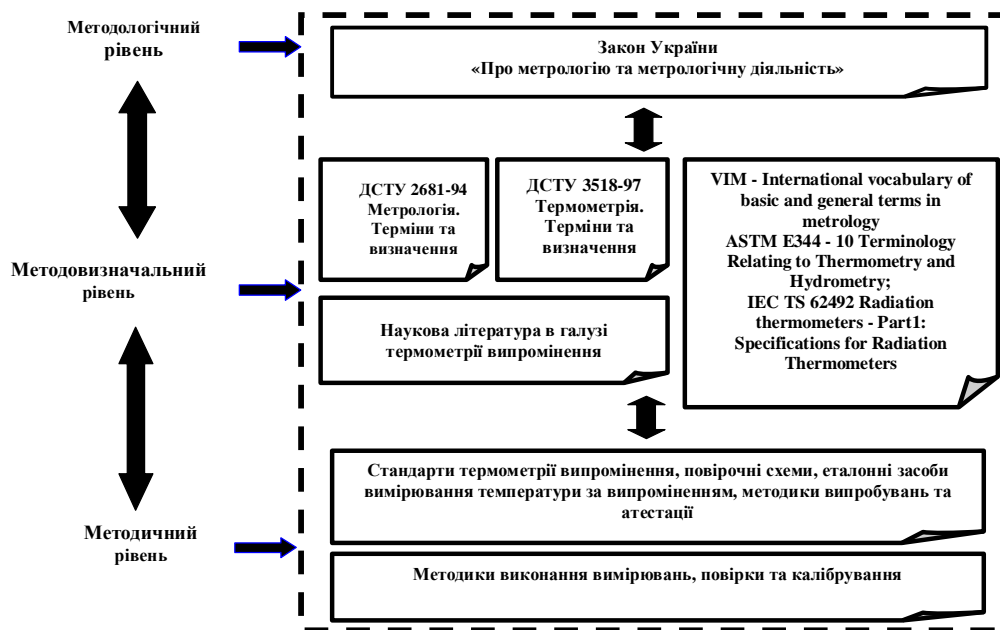 Методологічний
рівень
Закон України
«Про метрологію та метрологічну діяльність»
ДСТУ 2681-94
Метрологія.
Терміни та
визначення
ДСТУ 3518-97
Термометрія.
Терміни та
визначення
VIM - International vocabulary of
basic and general terms in
metrology
ASTM E344 - 10 Terminology
Relating to Thermometry and
Hydrometry;
IEC TS 62492 Radiation
thermometers - Part1:
Specifications for Radiation
Thermometers
Методовизначальний
рівень
Наукова література в галузі
термометрії випромінення
Стандарти термометрії випромінення, повірочні схеми, еталонні засоби
вимірювання температури за випроміненням, методики випробувань та
атестації
Методичний
рівень
Методики виконання вимірювань, повірки та калібрування